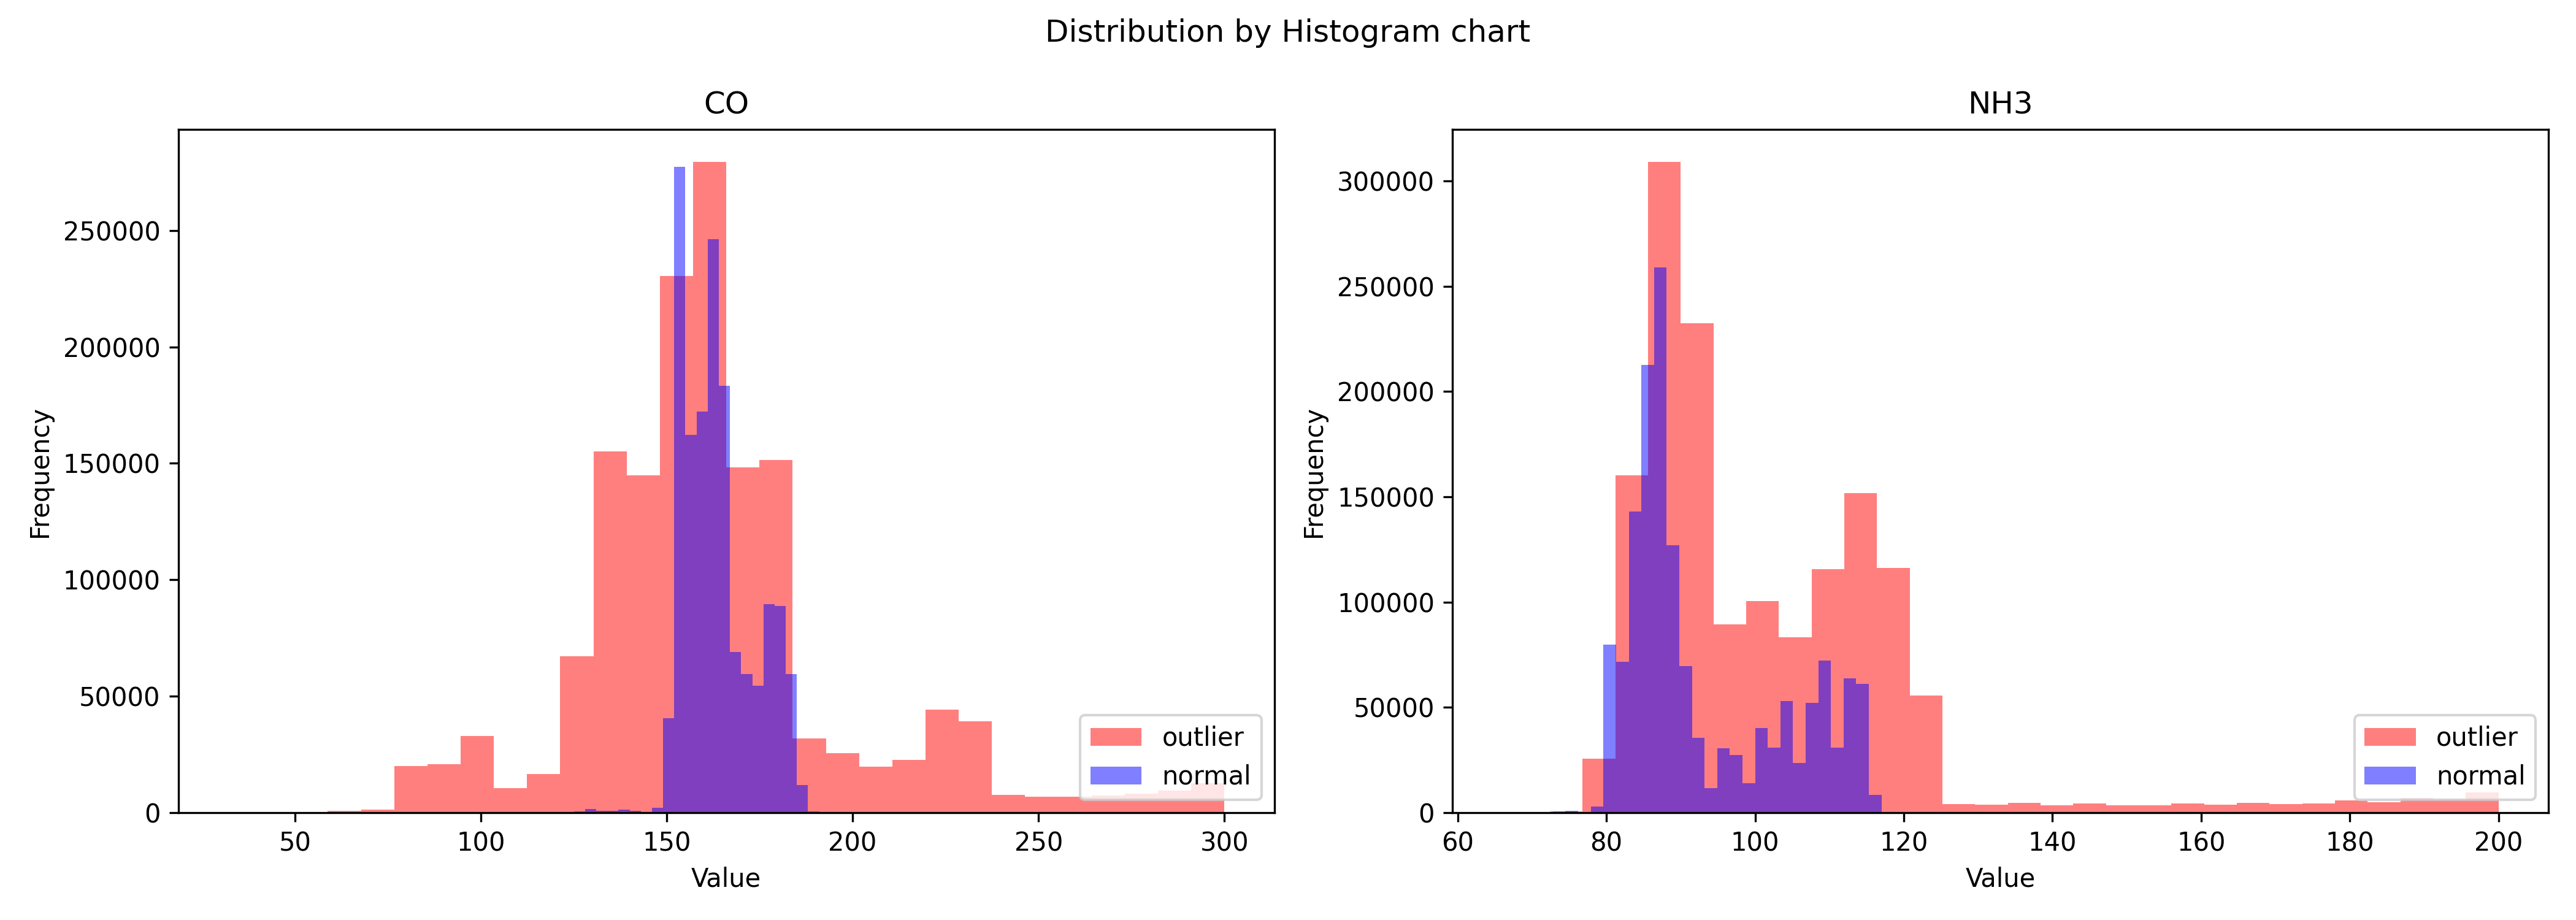 Distribution by Histogram chart
CO
250000
200000
150000
100000
50000
0
Frequency
50 100 150 200 250 300
Value
outlier
normal
NH3
300000
250000
200000
150000
100000
50000
0
Frequency
60 80 100 120 140 160 180 200
Value
outlier
normal